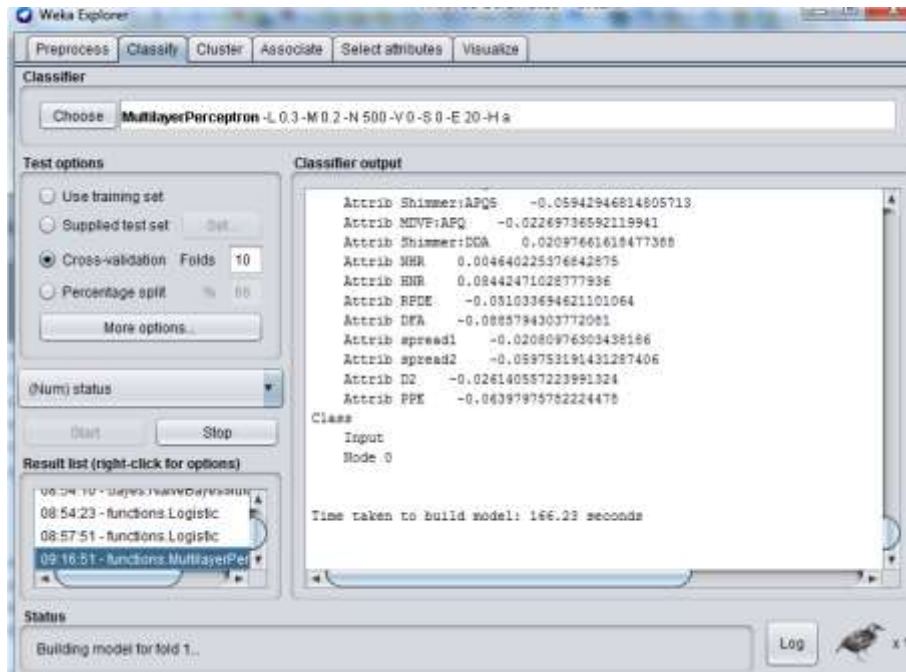 Weka Explorer
Preprocess Classify Cluster Associate Select attributes Visualize
Classifier
Choose MultilayerPerceptron -L 0.3 -M 0.2 -N 500 -V 0 -S 0 -E 20 -H a
Test options
Use training set
Supplied test set Set...
Cross-validation Folds 10
Percentage split % 66
More options...
(Num) status
Start Stop
Result list (right-click for options)
08:54:23 - functions.Logistic
08:57:51 - functions.Logistic
09:16:51 - functions.MultilayerPer
Classifier output
Attrib Shimmer:APQ5 -0.05942946814805713
Attrib MDVP:APQ -0.02269736592119941
Attrib Shimmer:DDA 0.02097661618477388
Attrib NHR 0.004640225376842875
Attrib HNR 0.08442471028777936
Attrib RPDE -0.051033694621101064
Attrib DFA -0.0885794303772081
Attrib spread1 -0.02080976303438186
Attrib spread2 -0.059753191431287406
Attrib D2 -0.026140557223991324
Attrib PPE -0.06397975782224478
Class
Input
Node 0
Time taken to build model: 166.23 seconds
Status
Building model for fold 1...
Log